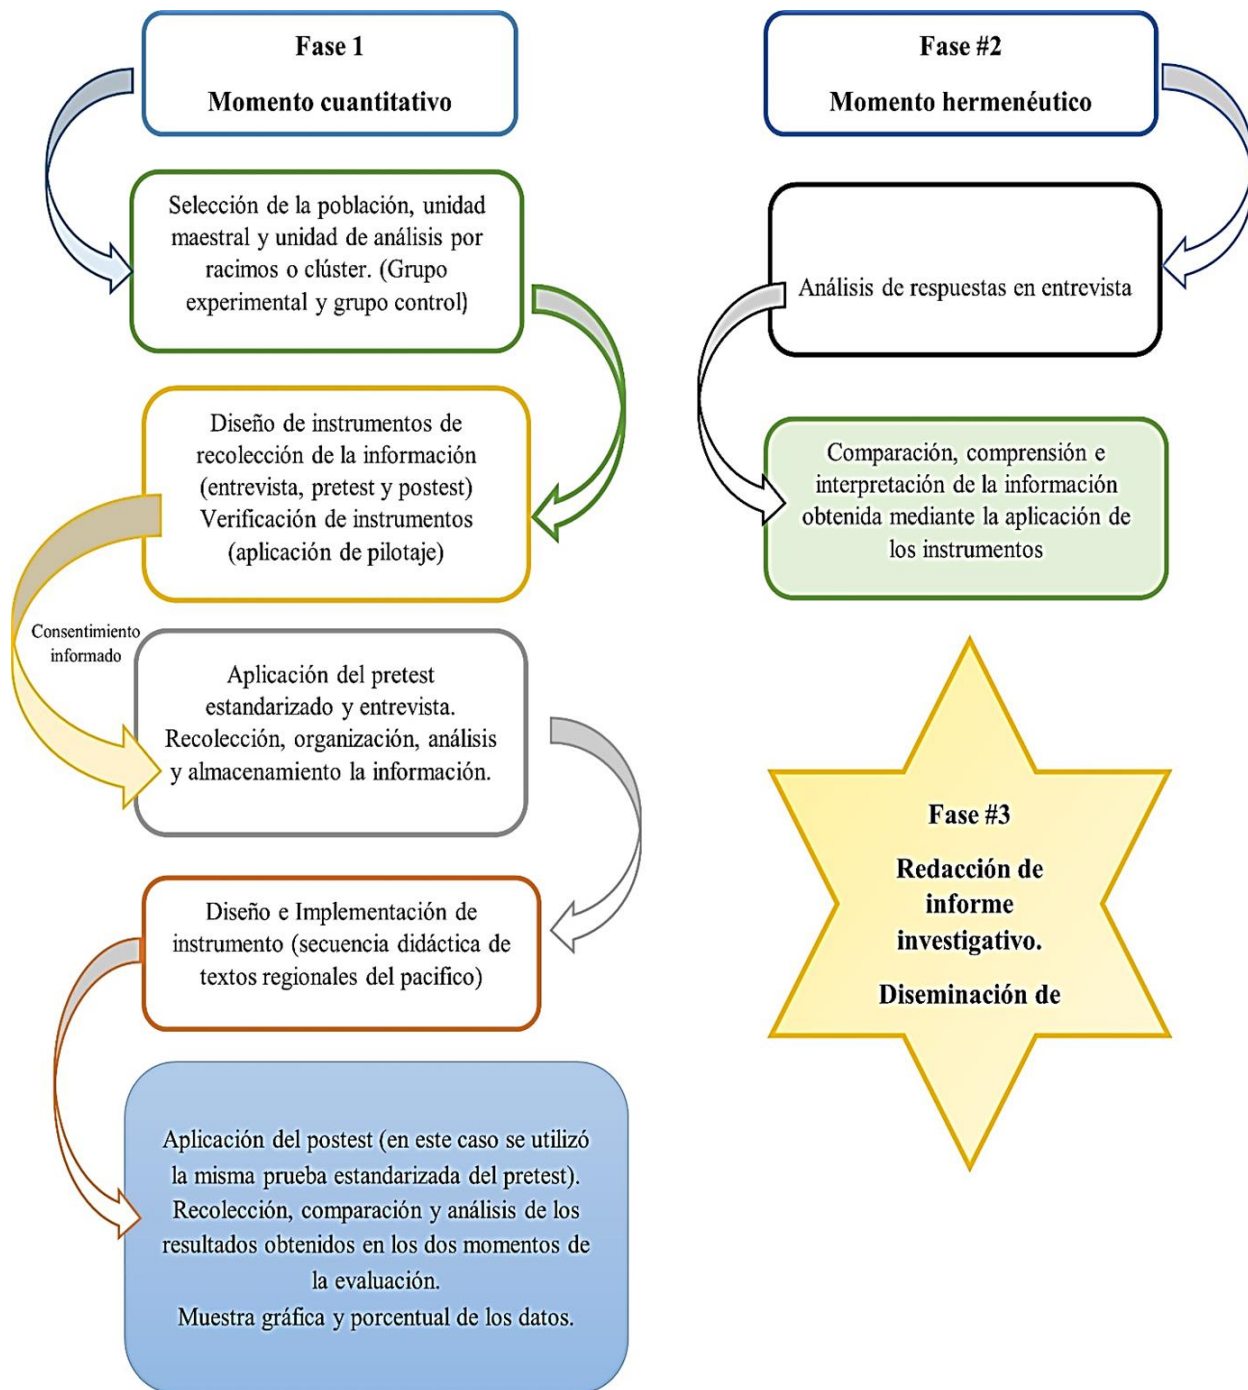 Fase 1
Momento cuantitativo
Selección de la población, unidad
maestral y unidad de análisis por
racimos o clúster. (Grupo
experimental y grupo control)
Diseño de instrumentos de
recolección de la información
(entrevista, pretest y postest)
Verificación de instrumentos
(aplicación de pilotaje)
Consentimiento
informado
Aplicación del pretest
estandarizado y entrevista.
Recolección, organización, análisis
y almacenamiento la información.
Diseño e Implementación de
instrumento (secuencia didáctica de
textos regionales del pacifico)
Aplicación del postest (en este caso se utilizó
la misma prueba estandarizada del pretest).
Recolección, comparación y análisis de los
resultados obtenidos en los dos momentos de
la evaluación.
Muestra gráfica y porcentual de los datos.
Fase #2
Momento hermenéutico
Análisis de respuestas en entrevista
Comparación, comprensión e
interpretación de la información
obtenida mediante la aplicación de
los instrumentos
Fase #3
Redacción de
informe
investigativo.
Diseminación de